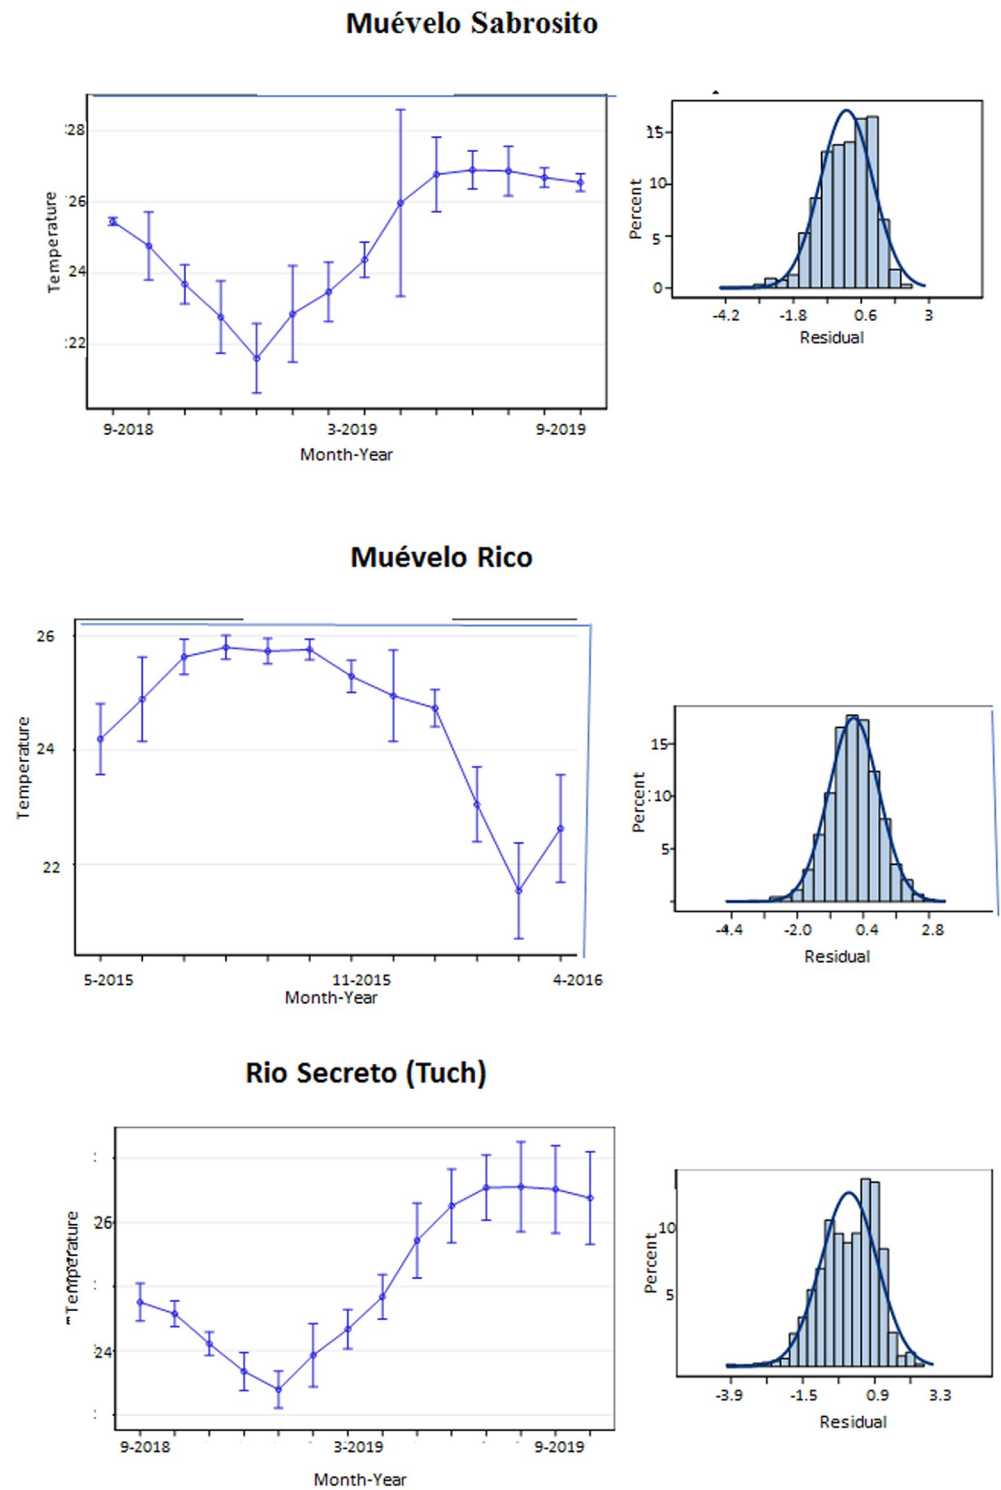 Muévelo Sabrosito
28
26
24
22
Temperature
9-2018 3-2019 9-2019
Month-Year
15
10
5
0
Percent
-4.2 -1.8 0.6 3
Residual
Muévelo Rico
26
24
22
Temperature
5-2015 11-2015 4-2016
Month-Year
15
10
5
Percent
-4.4 -2.0 0.4 2.8
Residual
Rio Secreto (Tuch)
26
24
Temperature
9-2018 3-2019 9-2019
Month-Year
10
5
Percent
-3.9 -1.5 0.9 3.3
Residual